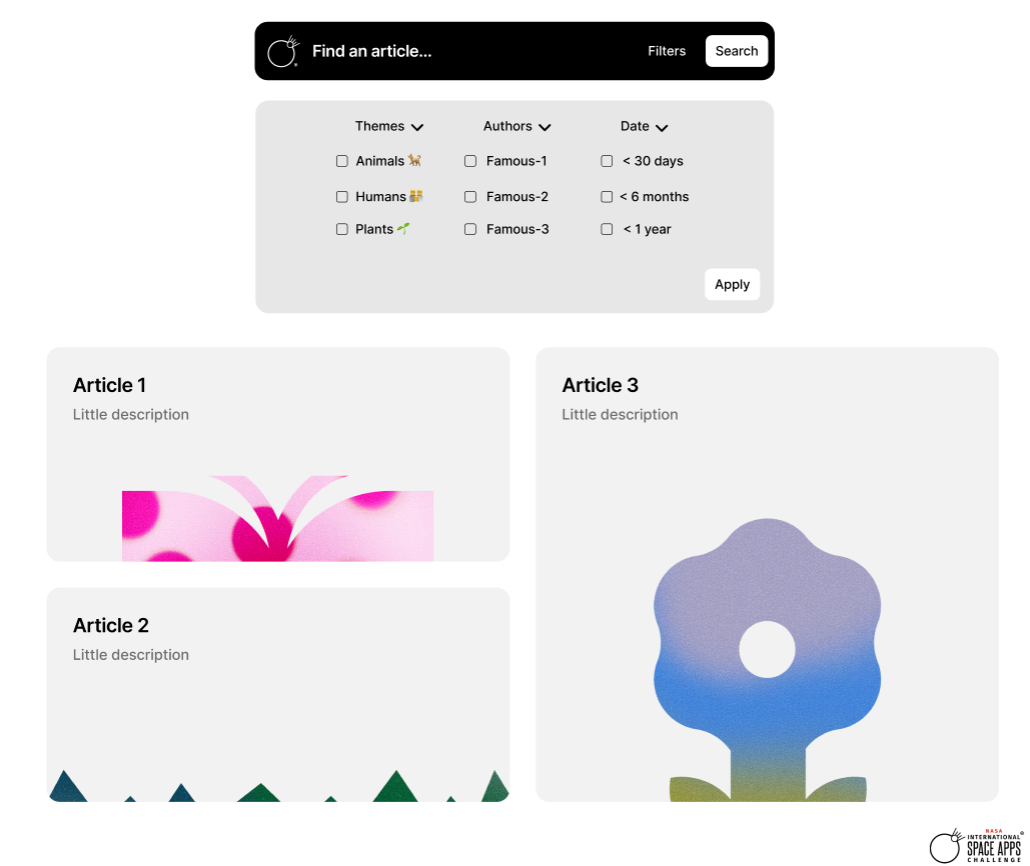 Find an article...
Filters
Search
Themes
Authors
Date
Animals
Famous-1
< 30 days
Humans
Famous-2
< 6 months
Plants
Famous-3
< 1 year
Apply
Article 1
Little description
Article 3
Little description
Article 2
Little description
NASA
INTERNATIONAL
SPACE APPS
CHALLENGE